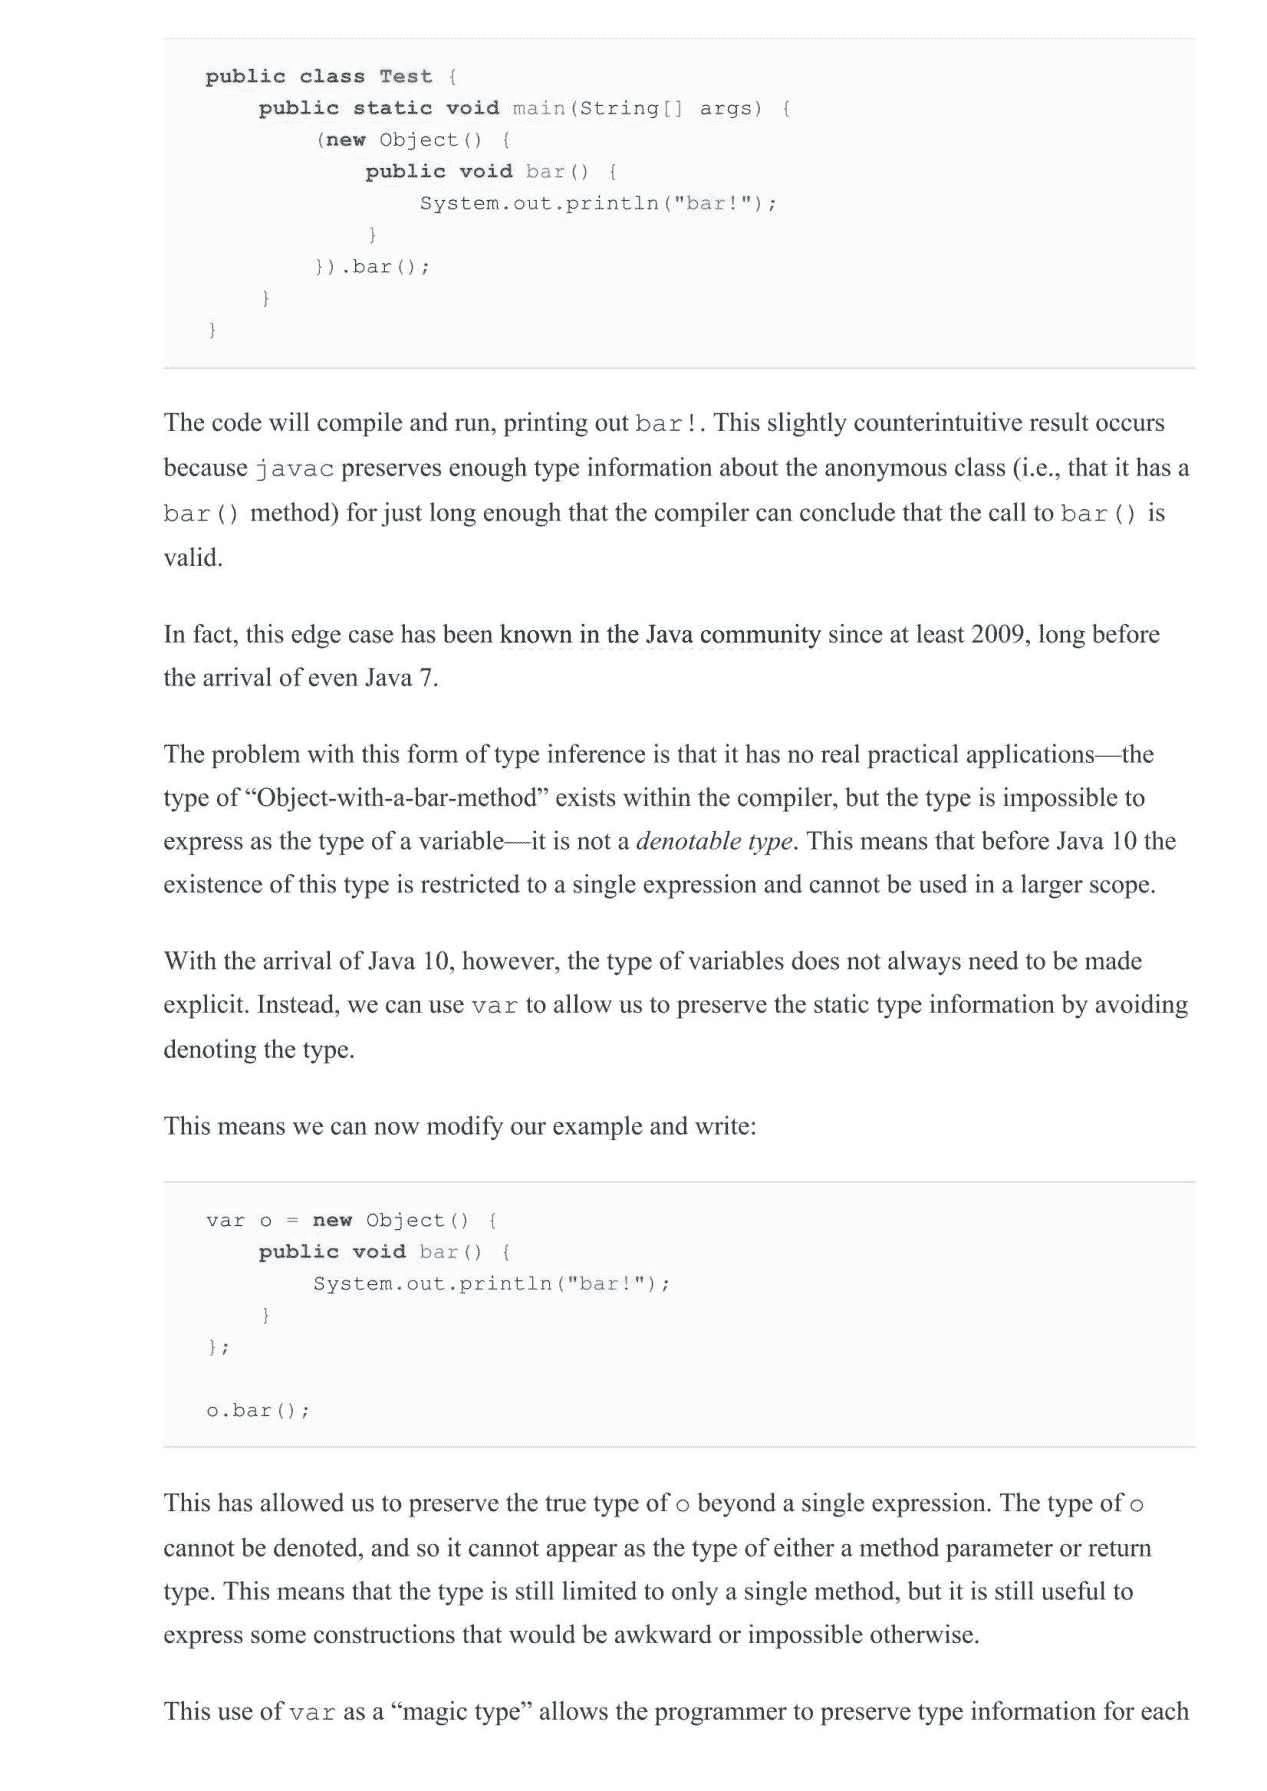 public class Test {
    public static void main(String[] args) {
        (new Object() {
            public void bar() {
                System.out.println("bar!");
            }
        }).bar();
    }
}
The code will compile and run, printing out bar!. This slightly counterintuitive result occurs
because javac preserves enough type information about the anonymous class (i.e., that it has a
bar() method) for just long enough that the compiler can conclude that the call to bar() is
valid.
In fact, this edge case has been known in the Java community since at least 2009, long before
the arrival of even Java 7.
The problem with this form of type inference is that it has no real practical applications—the
type of “Object-with-a-bar-method” exists within the compiler, but the type is impossible to
express as the type of a variable—it is not a denotable type. This means that before Java 10 the
existence of this type is restricted to a single expression and cannot be used in a larger scope.
With the arrival of Java 10, however, the type of variables does not always need to be made
explicit. Instead, we can use var to allow us to preserve the static type information by avoiding
denoting the type.
This means we can now modify our example and write:
var o = new Object() {
    public void bar() {
        System.out.println("bar!");
    }
};
o.bar();
This has allowed us to preserve the true type of o beyond a single expression. The type of o
cannot be denoted, and so it cannot appear as the type of either a method parameter or return
type. This means that the type is still limited to only a single method, but it is still useful to
express some constructions that would be awkward or impossible otherwise.
This use of var as a “magic type” allows the programmer to preserve type information for each